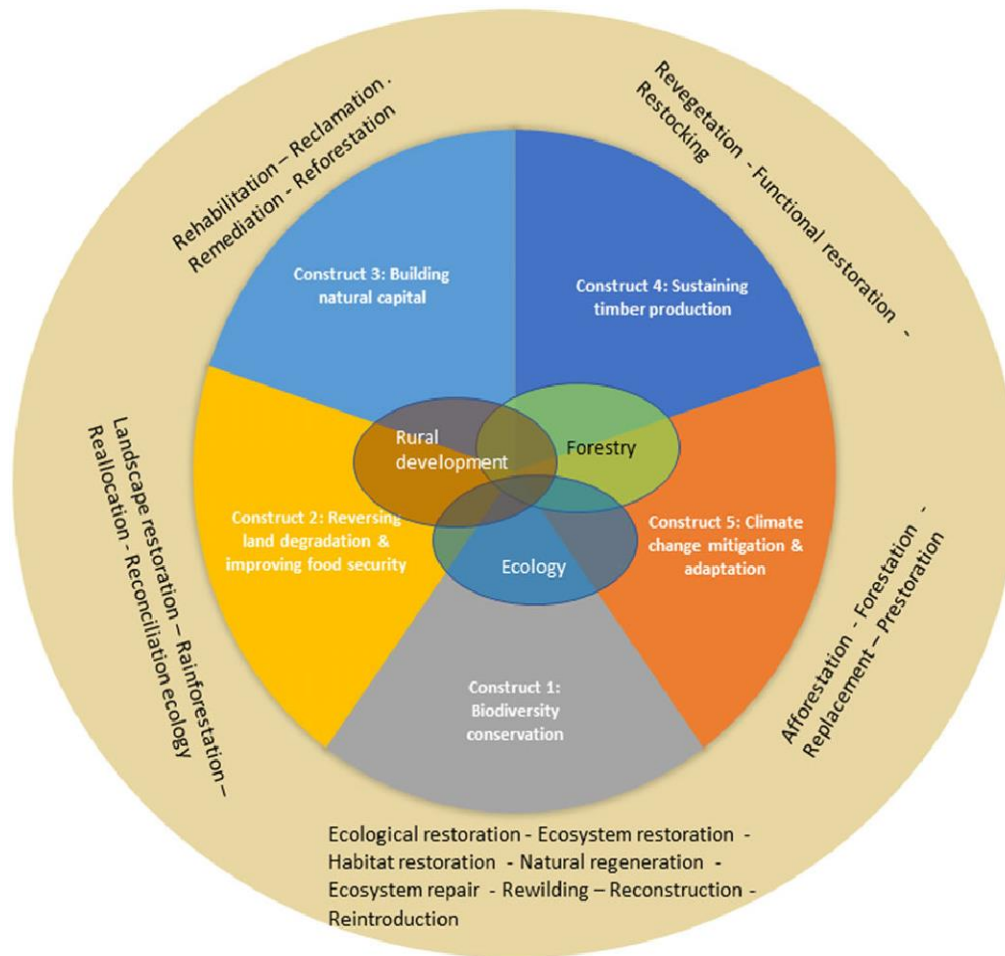 Rehabilitation – Reclamation .
Remediation - Reforestation
Revegetation - Functional restoration -
Restocking
Construct 3: Building
natural capital
Construct 4: Sustaining
timber production
Rural
development
Forestry
Ecology
Construct 2: Reversing
land degradation &
improving food security
Construct 5: Climate
change mitigation &
adaptation
Construct 1:
Biodiversity
conservation
Landscape restoration – Rainforestation –
Reallocation - Reconciliation ecology
Afforestation - Forestation -
Replacement – Prestoration
Ecological restoration - Ecosystem restoration -
Habitat restoration - Natural regeneration -
Ecosystem repair - Rewilding – Reconstruction -
Reintroduction